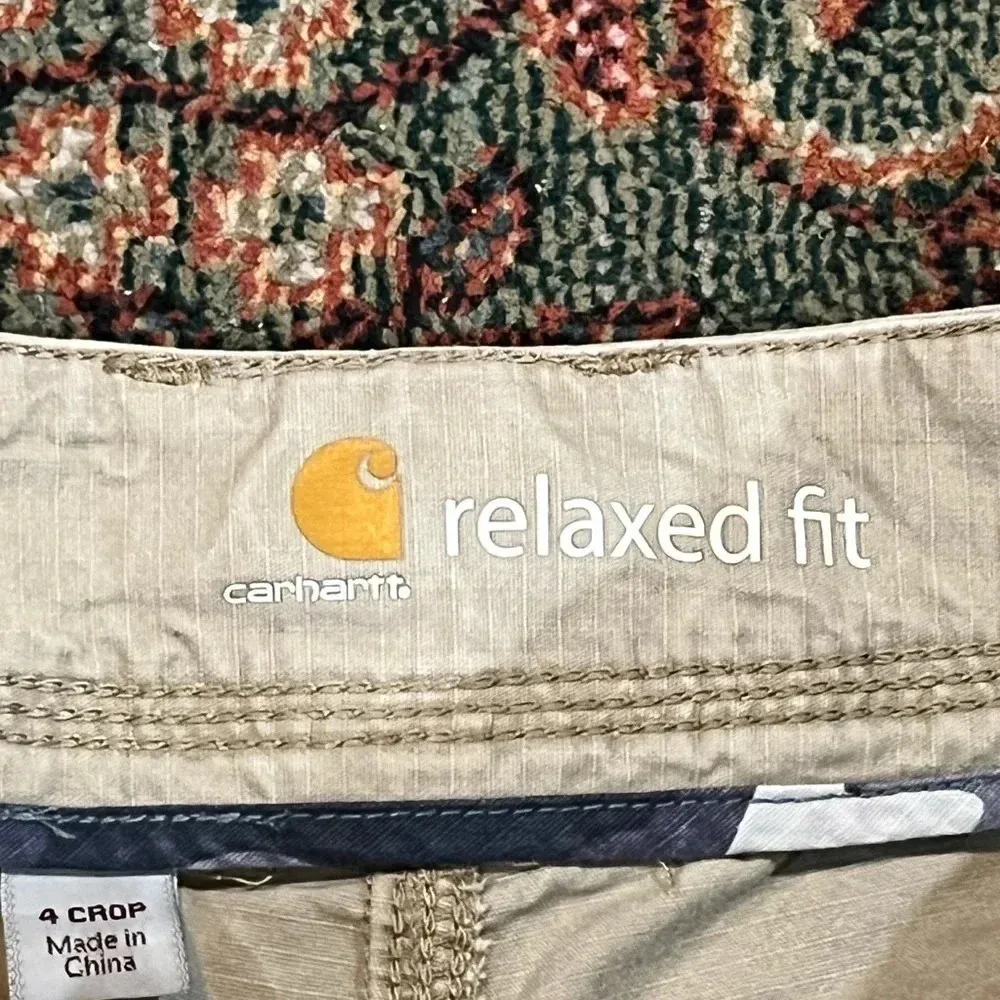 relaxed fit
carhartt.
4 CROP
Made in
China